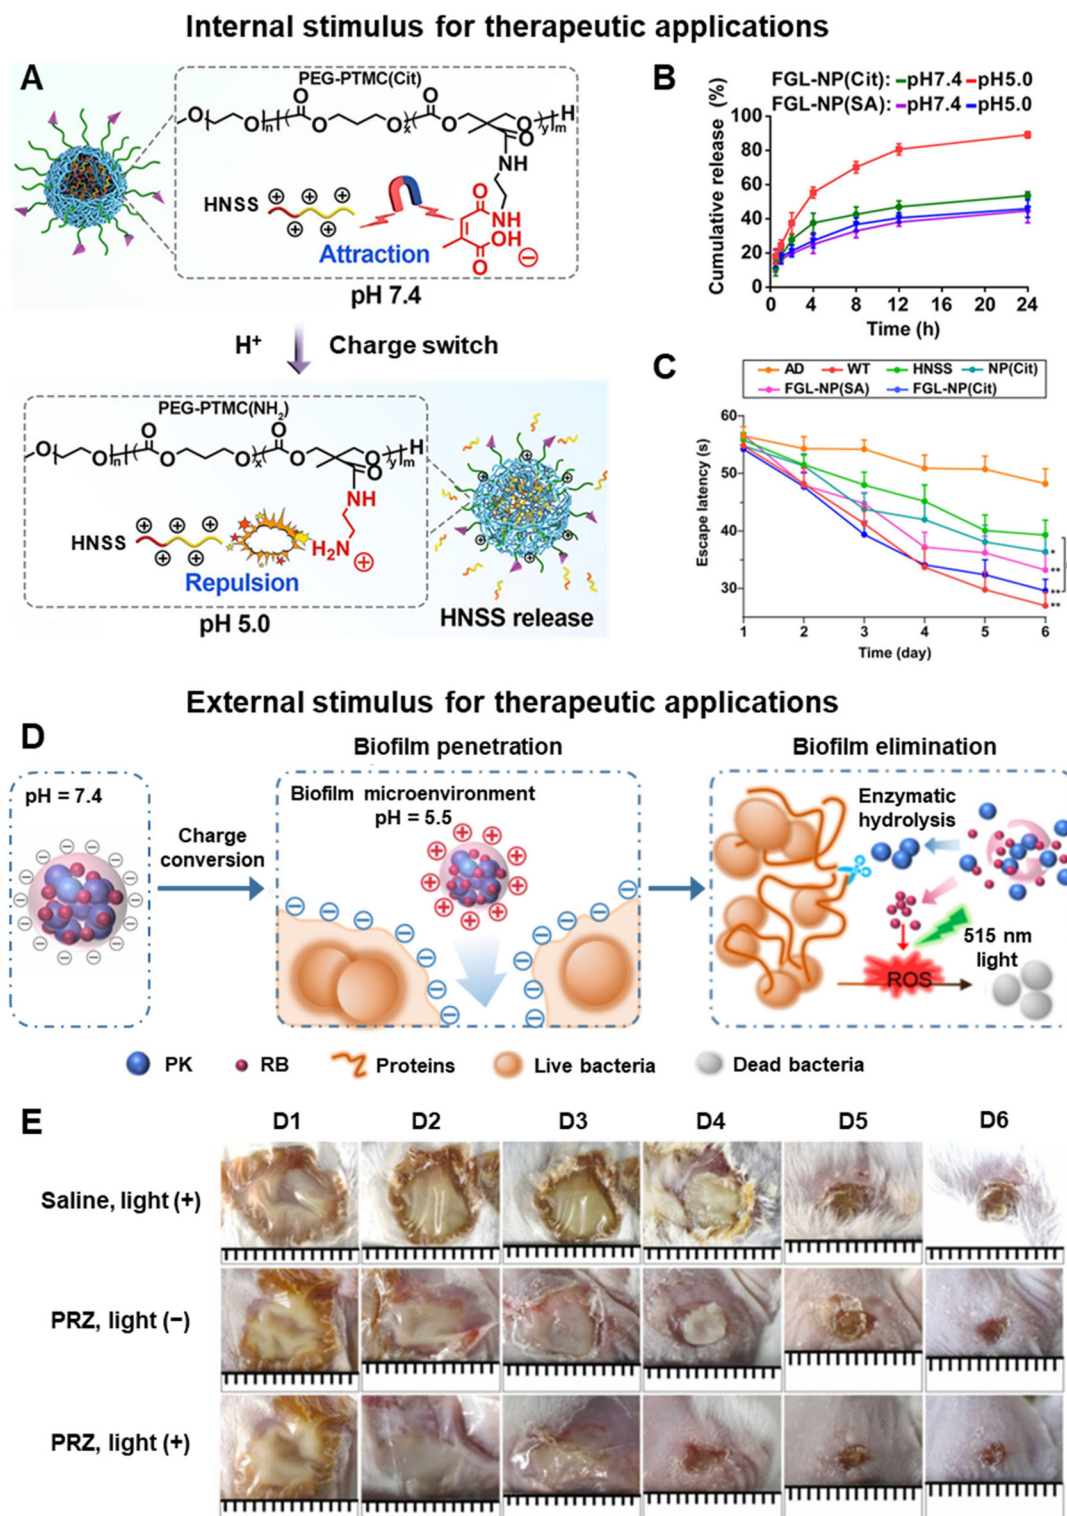 Internal stimulus for therapeutic applications
A
PEG-PTMC(Cit)
O
O
n
O
O
O
x
O
O
O
y
m
H
O
NH
O
NH
OH
O
⊖
HNSS
⊕ ⊕ ⊕
⊕ ⊕
Attraction
pH 7.4
H⁺
Charge switch
PEG-PTMC(NH₂)
O
O
n
O
O
O
x
O
O
O
y
m
H
O
NH
H₂N
⊕
HNSS
⊕ ⊕ ⊕
⊕ ⊕
Repulsion
pH 5.0
HNSS release
B
FGL-NP(Cit): pH7.4 pH5.0
FGL-NP(SA): pH7.4 pH5.0
Cumulative release (%)
100
80
60
40
20
0
0 4 8 12 16 20 24
Time (h)
C
AD WT HNSS NP(Cit)
FGL-NP(SA) FGL-NP(Cit)
Escape latency (s)
60
50
40
30
*
**
**
**
1 2 3 4 5 6
Time (day)
External stimulus for therapeutic applications
D
Biofilm penetration
Biofilm elimination
pH = 7.4
Charge
conversion
Biofilm microenvironment
pH = 5.5
Enzymatic
hydrolysis
515 nm
light
ROS
PK
RB
Proteins
Live bacteria
Dead bacteria
E
D1 D2 D3 D4 D5 D6
Saline, light (+)
PRZ, light (−)
PRZ, light (+)